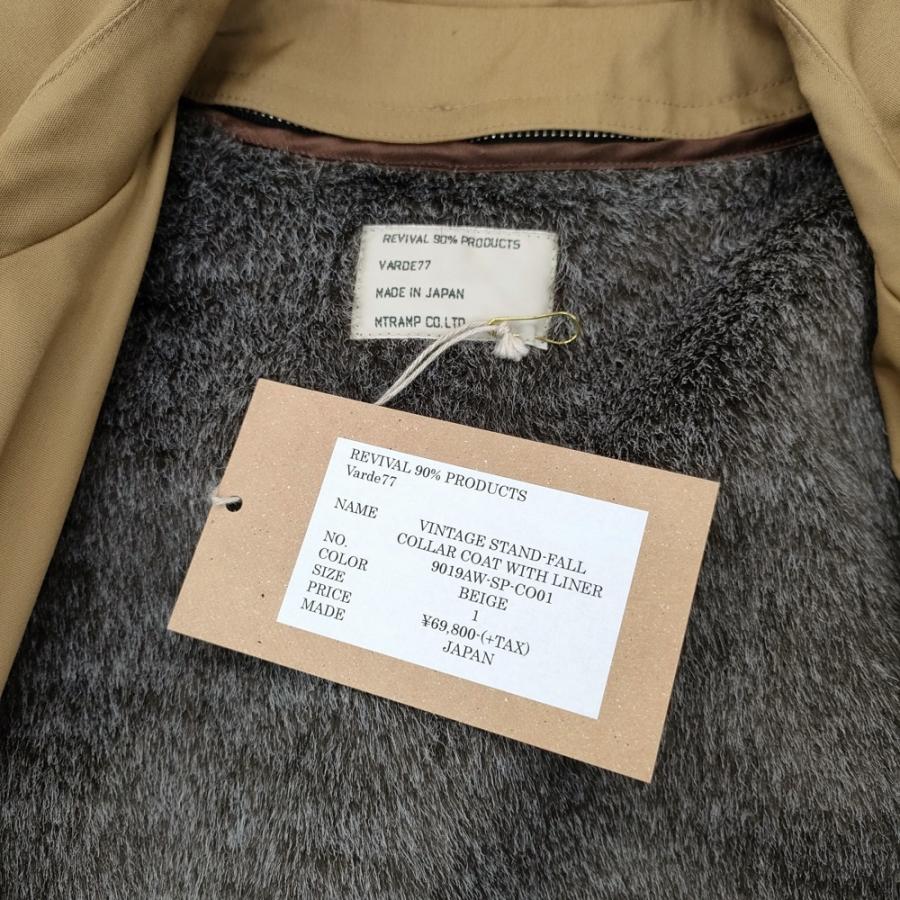 REVIVAL 90% PRODUCTS
VARDE77
MADE IN JAPAN
MTRAMP CO.LTD
REVIVAL 90% PRODUCTS
Varde77
NAME VINTAGE STAND-FALL
COLLAR COAT WITH LINER
NO. 9019AW-SP-CO01
COLOR BEIGE
SIZE 1
PRICE ¥69,800-(+TAX)
MADE JAPAN